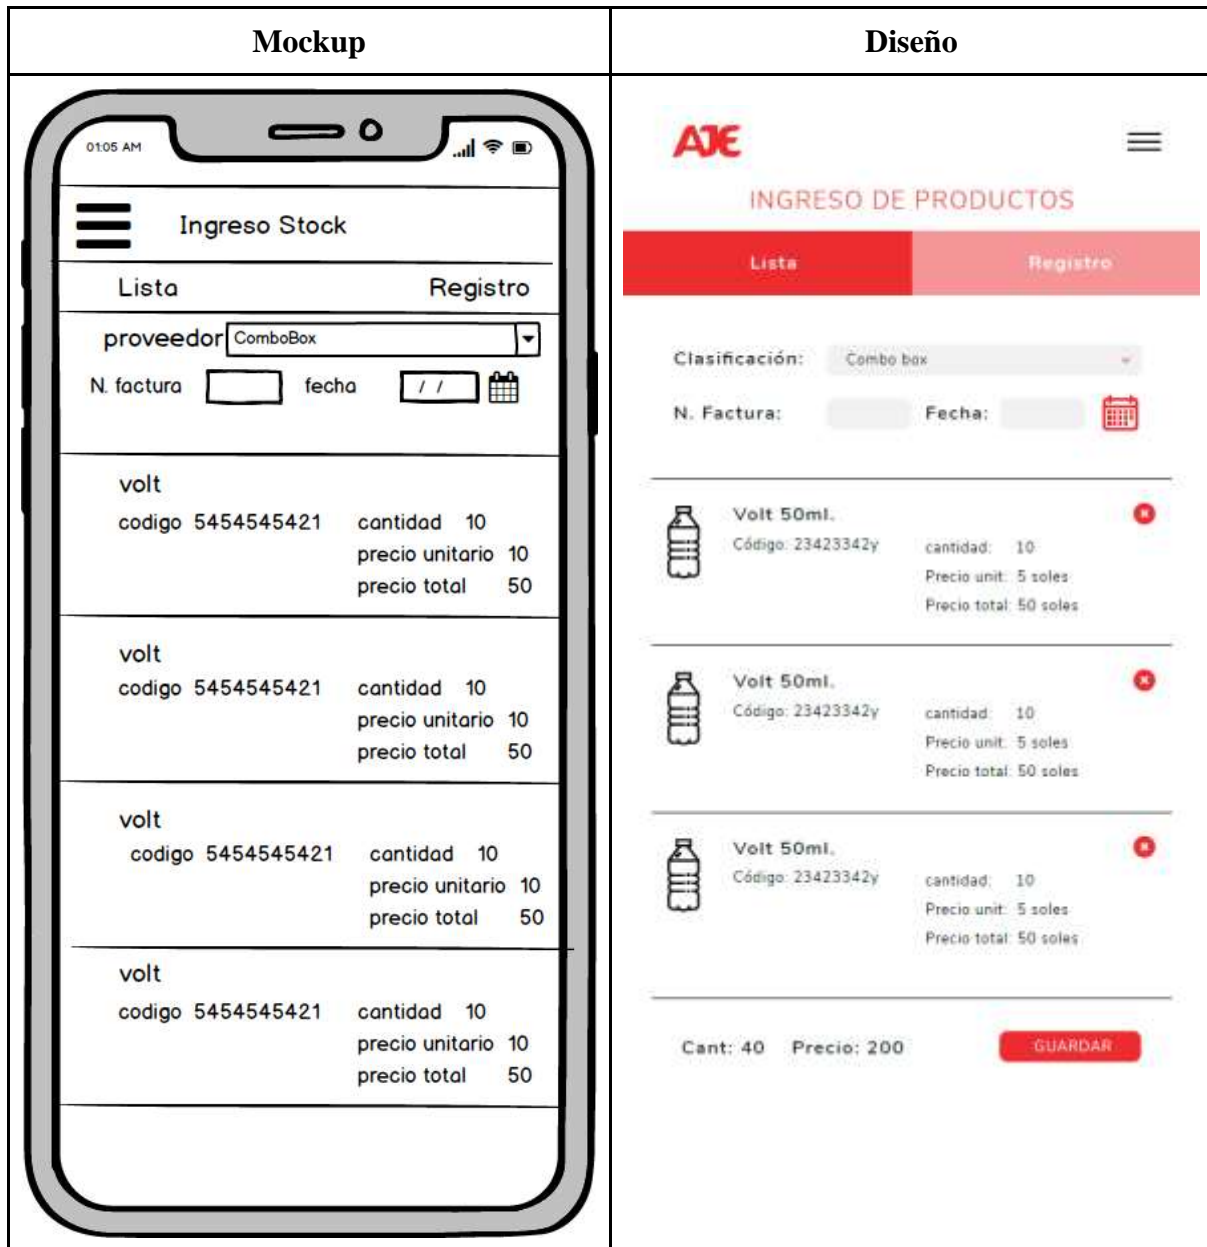 Mockup
Diseño
01:05 AM
Ingreso Stock
Lista Registro
proveedor ComboBox
N. factura fecha / /
volt
codigo 5454545421 cantidad 10
precio unitario 10
precio total 50
volt
codigo 5454545421 cantidad 10
precio unitario 10
precio total 50
volt
codigo 5454545421 cantidad 10
precio unitario 10
precio total 50
volt
codigo 5454545421 cantidad 10
precio unitario 10
precio total 50
AJE
INGRESO DE PRODUCTOS
Lista Registro
Clasificación: Combo box
N. Factura: Fecha:
Volt 50ml.
Código: 23423342y cantidad: 10
Precio unit: 5 soles
Precio total: 50 soles
Volt 50ml.
Código: 23423342y cantidad: 10
Precio unit: 5 soles
Precio total: 50 soles
Volt 50ml.
Código: 23423342y cantidad: 10
Precio unit: 5 soles
Precio total: 50 soles
Cant: 40 Precio: 200 GUARDAR